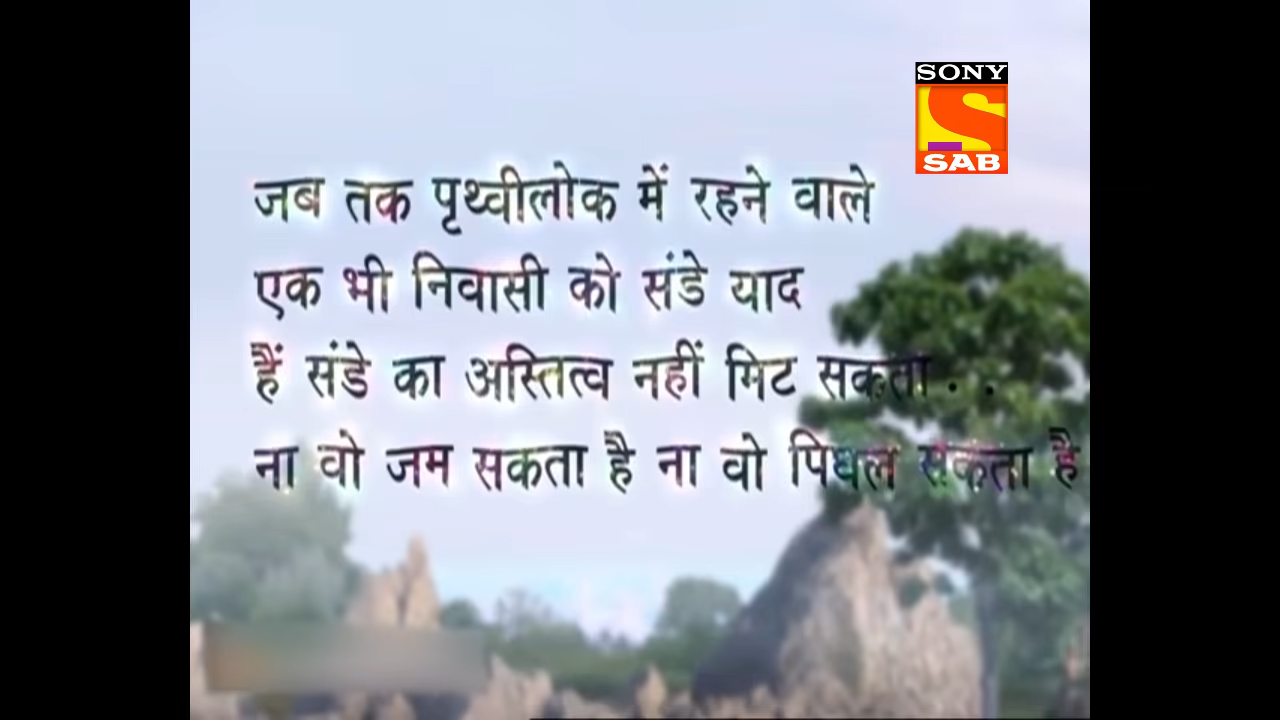 SONY
SAB
जब तक पृथ्वीलोक में रहने वाले
एक भी निवासी को संडे याद
हैं संडे का अस्तित्व नहीं मिट सकता . .
ना वो जम सकता है ना वो पिघल सकता है